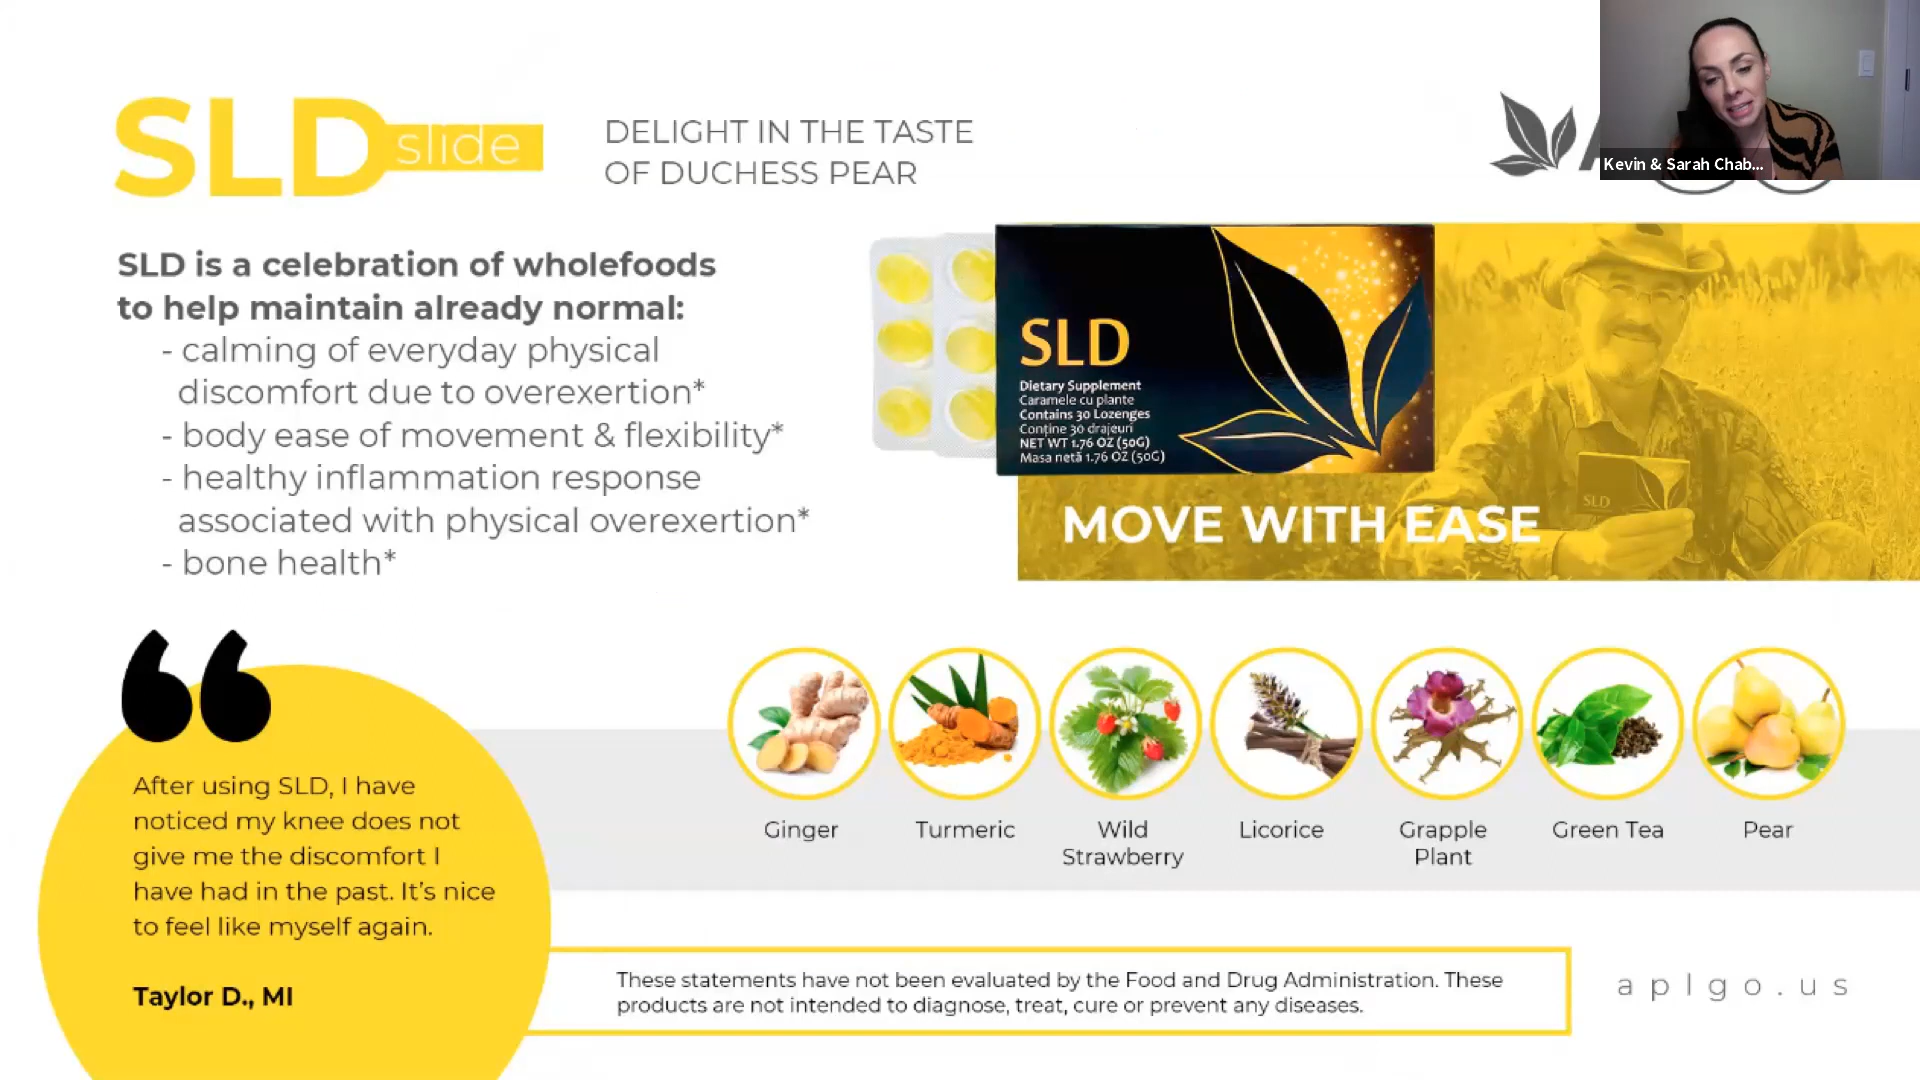 SLD slide
DELIGHT IN THE TASTE
OF DUCHESS PEAR
Kevin & Sarah Chab...
SLD is a celebration of wholefoods
to help maintain already normal:
- calming of everyday physical
discomfort due to overexertion*
- body ease of movement & flexibility*
- healthy inflammation response
associated with physical overexertion*
- bone health*
SLD
Dietary Supplement
Caramele cu plante
Contains 30 Lozenges
Conține 30 drajeuri
NET WT 1.76 OZ (50G)
Masa netă 1.76 OZ (50G)
SLD
MOVE WITH EASE
After using SLD, I have
noticed my knee does not
give me the discomfort I
have had in the past. It's nice
to feel like myself again.
Taylor D., MI
Ginger
Turmeric
Wild
Strawberry
Licorice
Grapple
Plant
Green Tea
Pear
These statements have not been evaluated by the Food and Drug Administration. These
products are not intended to diagnose, treat, cure or prevent any diseases.
aplgo.us